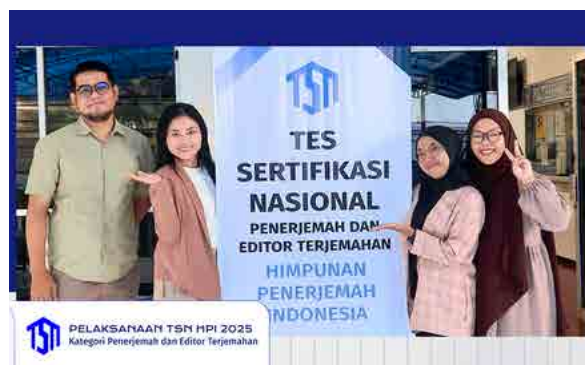 TSN
TES
SERTIFIKASI
NASIONAL
PENERJEMAH DAN
EDITOR TERJEMAHAN
HIMPUNAN
PENERJEMAH
INDONESIA
TSN
PELAKSANAAN TSN HPI 2025
Kategori Penerjemah dan Editor Terjemahan